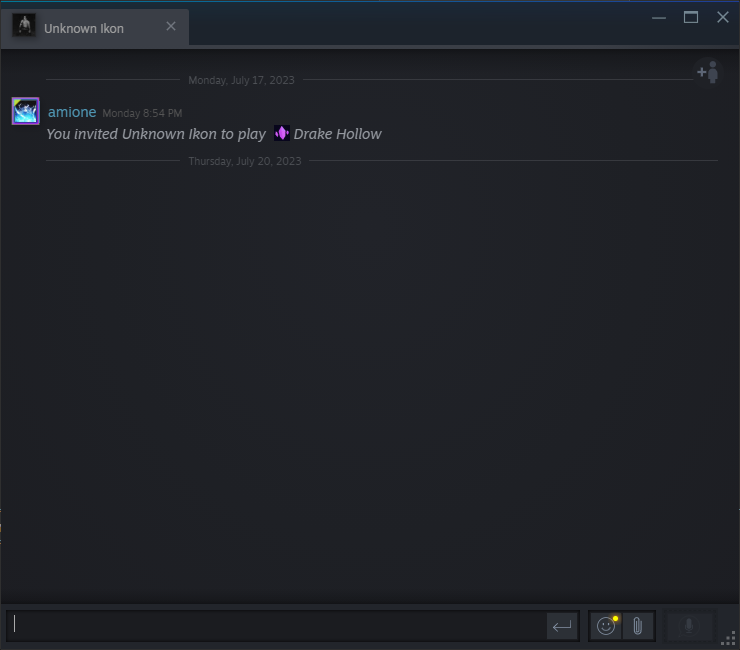 Unknown Ikon
Monday, July 17, 2023
amione Monday 8:54 PM
You invited Unknown Ikon to play Drake Hollow
Thursday, July 20, 2023